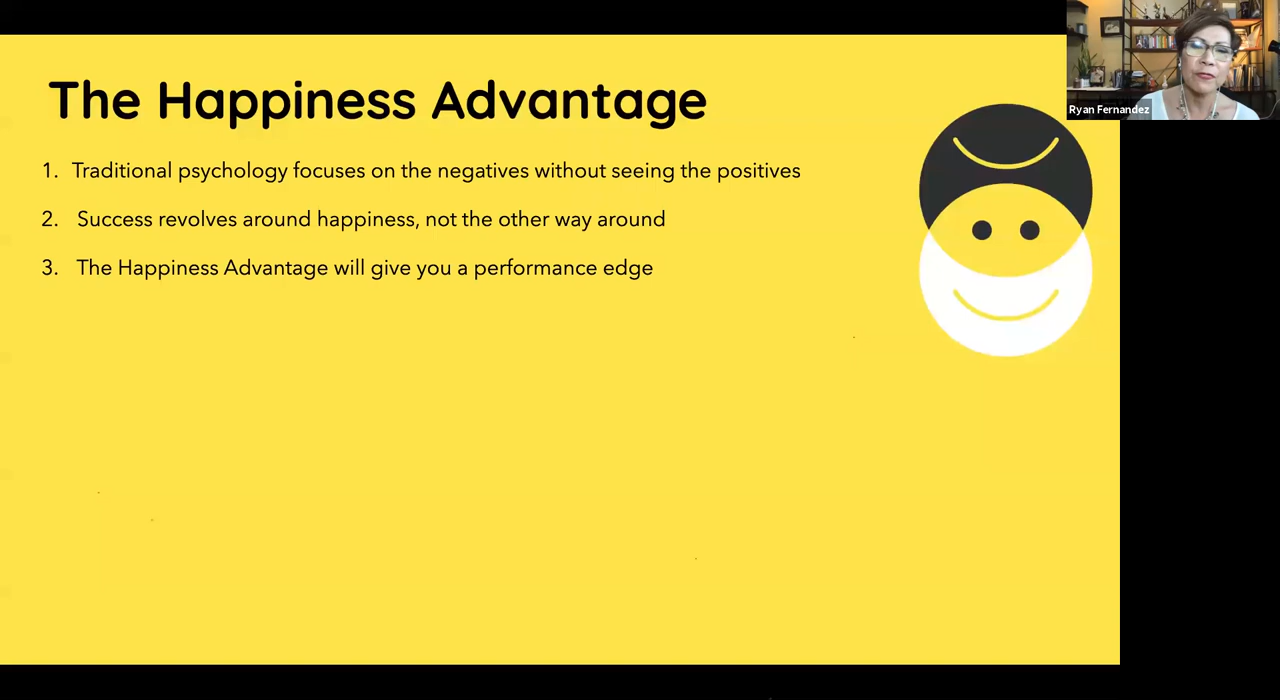 The Happiness Advantage
Ryan Fernandez
1. Traditional psychology focuses on the negatives without seeing the positives
2. Success revolves around happiness, not the other way around
3. The Happiness Advantage will give you a performance edge